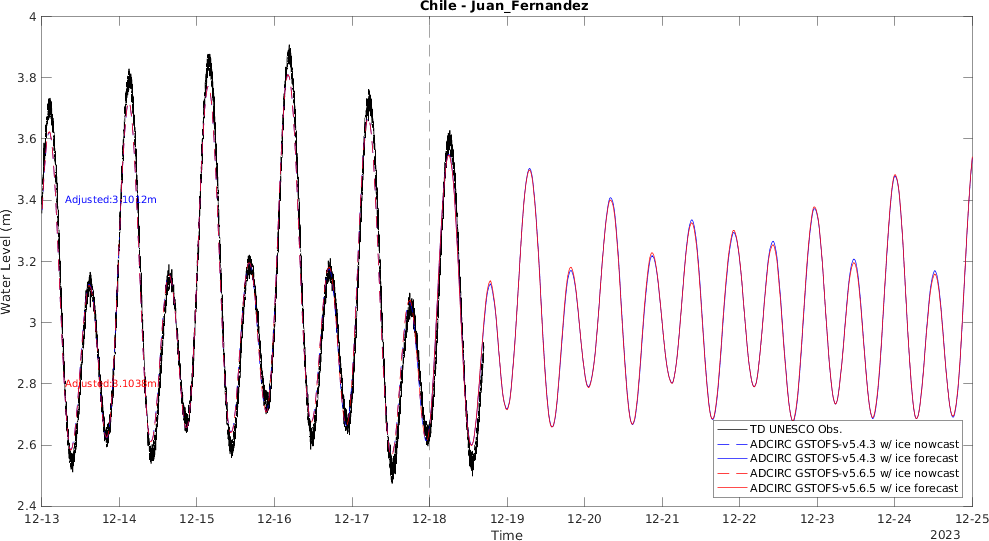 Chile - Juan_Fernandez
4
3.8
3.6
3.4
3.2
3
2.8
2.6
2.4
Water Level (m)
Adjusted:3.1012m
Adjusted:3.1038m
TD UNESCO Obs.
ADCIRC GSTOFS-v5.4.3 w/ ice nowcast
ADCIRC GSTOFS-v5.4.3 w/ ice forecast
ADCIRC GSTOFS-v5.6.5 w/ ice nowcast
ADCIRC GSTOFS-v5.6.5 w/ ice forecast
12-13 12-14 12-15 12-16 12-17 12-18 12-19 12-20 12-21 12-22 12-23 12-24 12-25
Time
2023